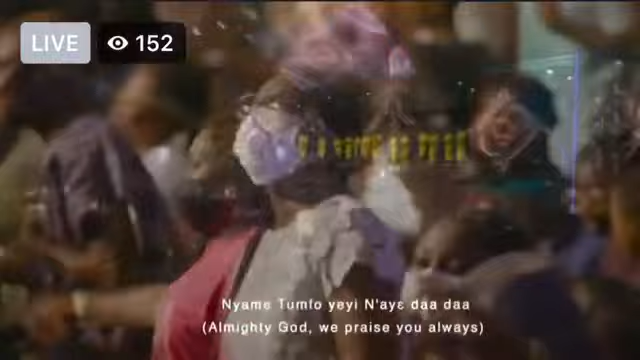 LIVE 152
Nyame Tumfo yeyi N'ayɛ daa daa
(Almighty God, we praise you always)